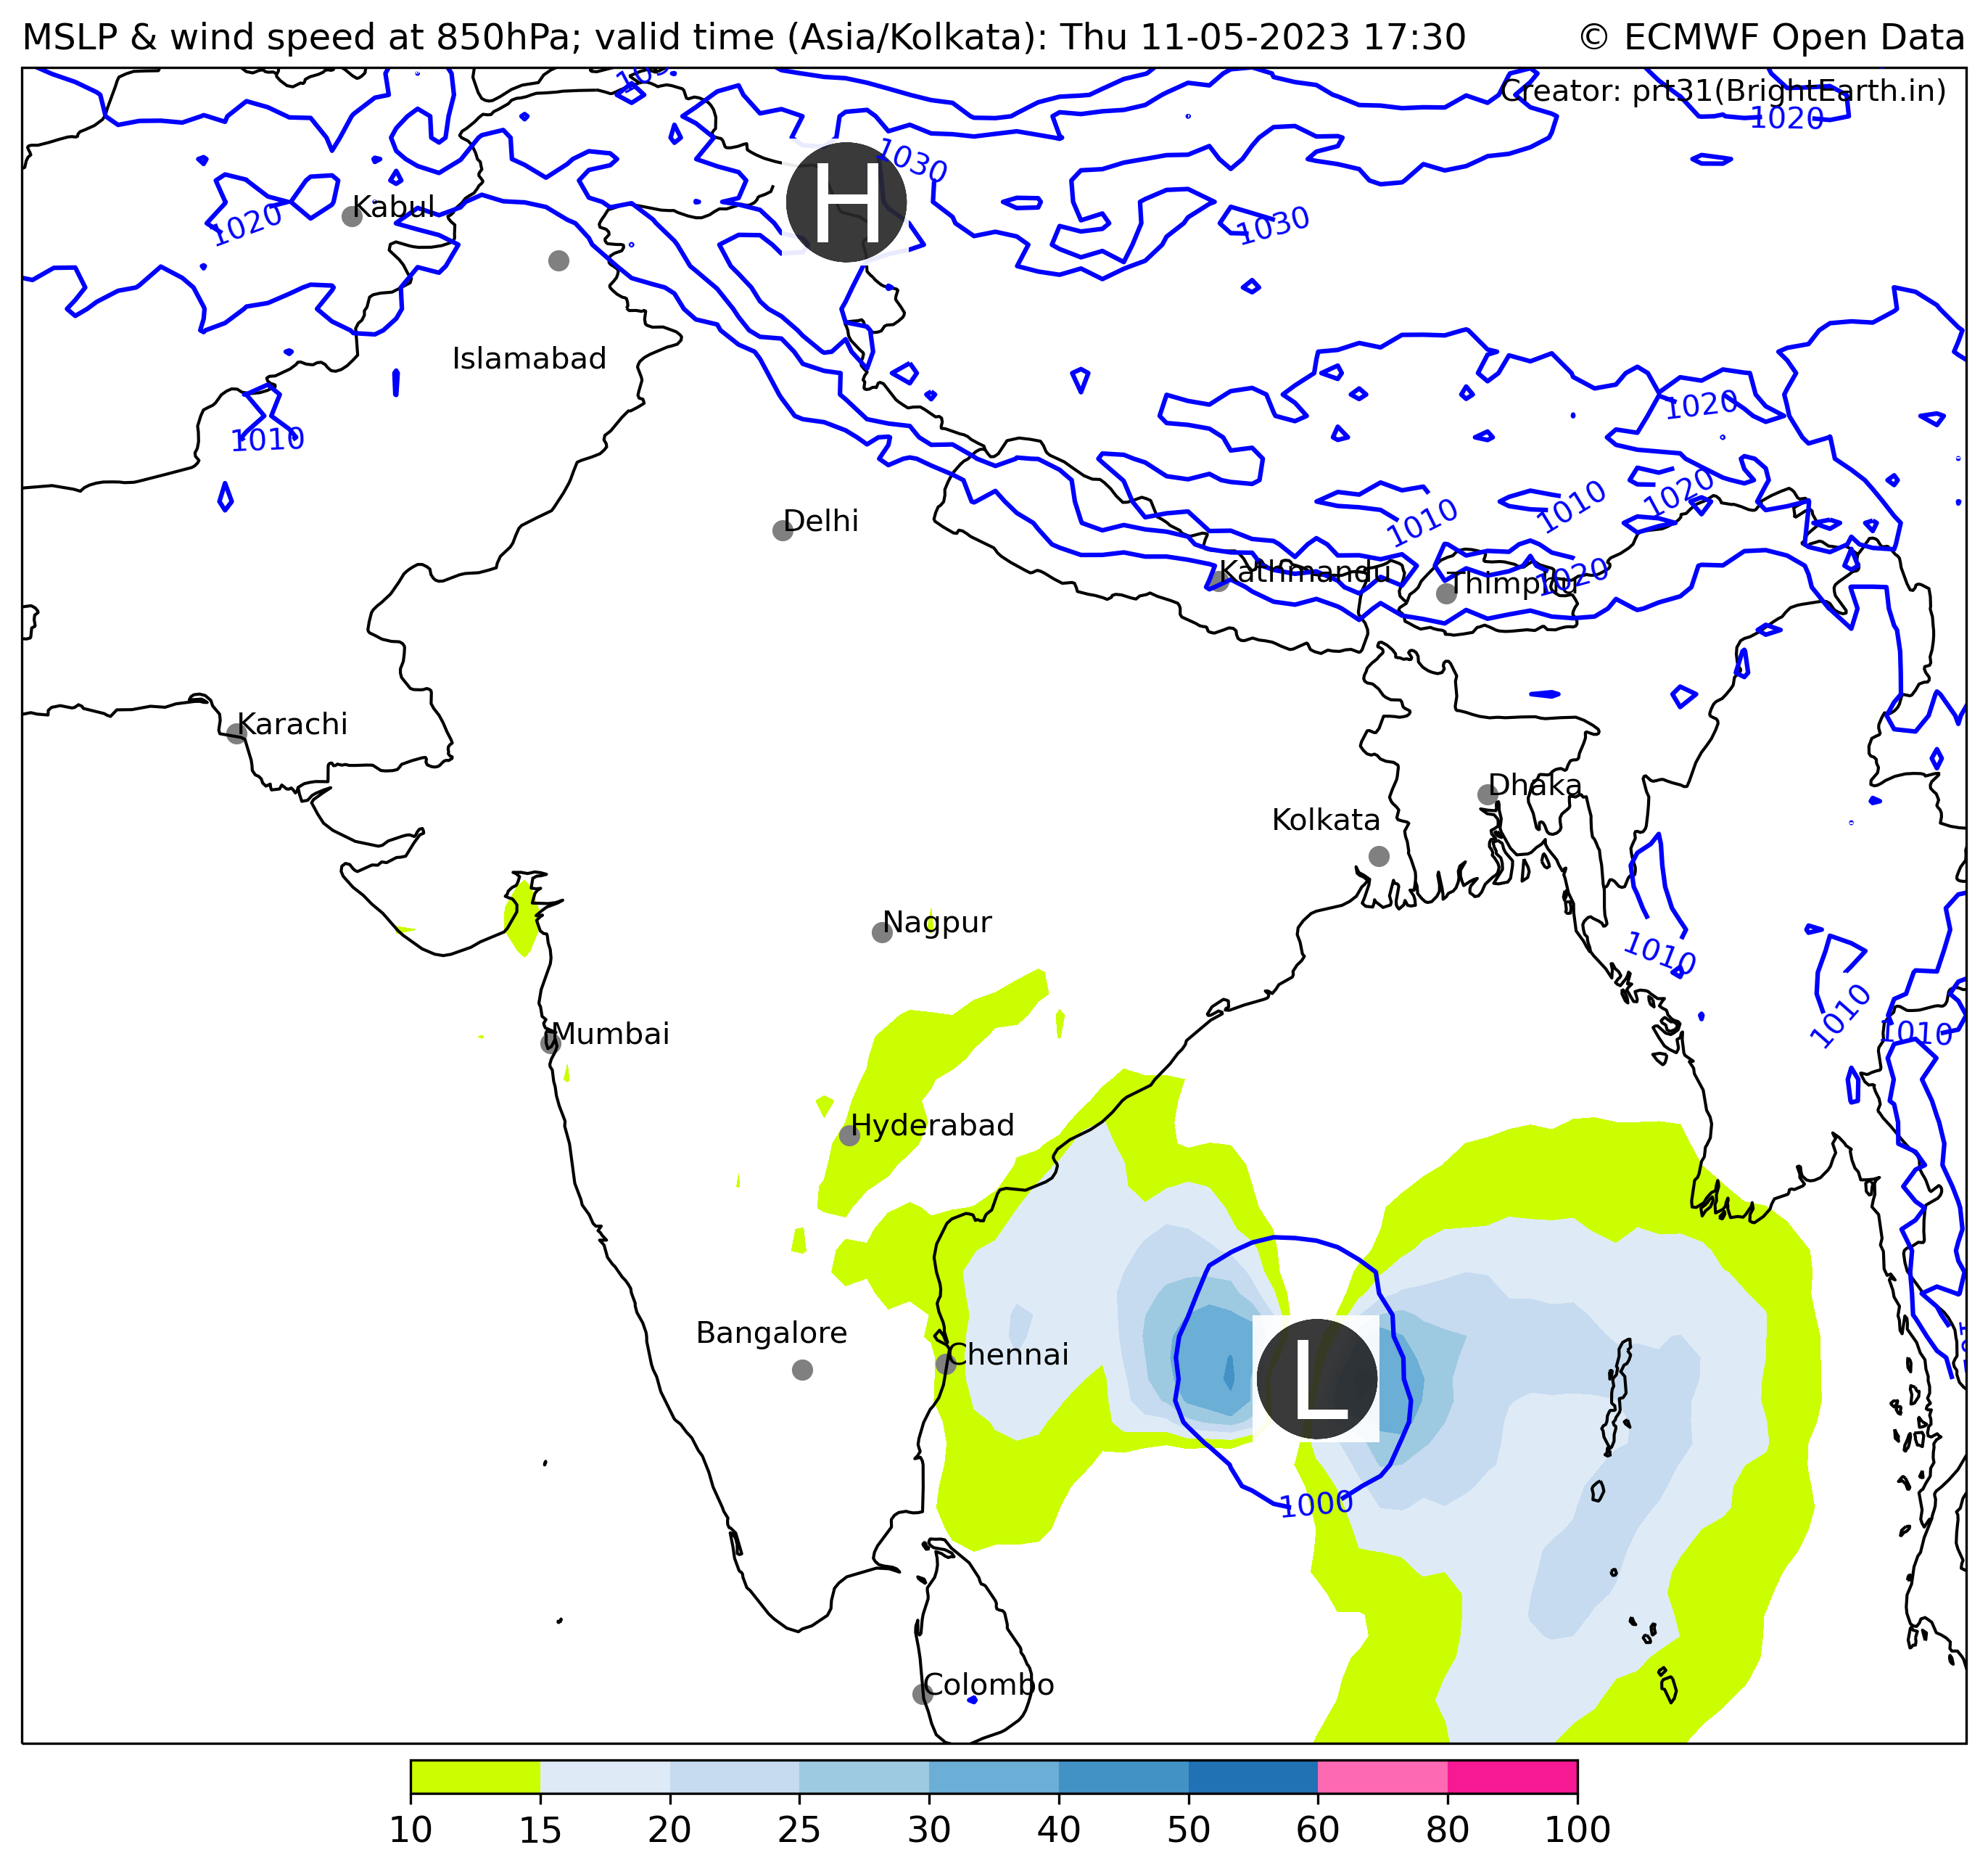 MSLP & wind speed at 850hPa; valid time (Asia/Kolkata): Thu 11-05-2023 17:30
© ECMWF Open Data
Creator: prt31(BrightEarth.in)
1020
H
1030
1020
Kabul
1030
Islamabad
1010
1020
Delhi
1010
1010
1020
Kathmandu
Thimphu
1020
Karachi
Dhaka
Kolkata
Nagpur
1010
1010
1010
Mumbai
Hyderabad
Bangalore
Chennai
L
1000
Colombo
10 15 20 25 30 40 50 60 80 100